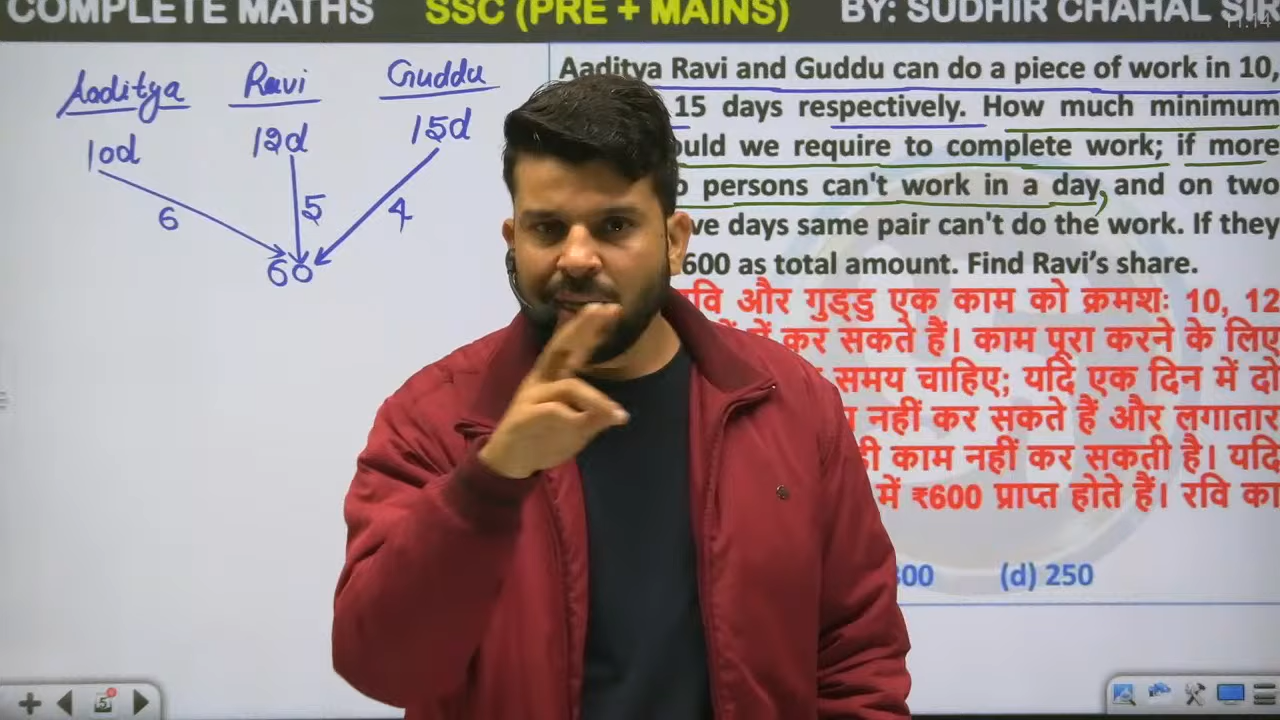 COMPLETE MATHS SSC (PRE + MAINS) BY: SUDHIR CHAHAL SIR
11:14
Aaditya Ravi Guddu
10d 12d 15d
6 5 4
60
Aaditya Ravi and Guddu can do a piece of work in 10,
15 days respectively. How much minimum
we require to complete work; if more
persons can't work in a day, and on two
days same pair can't do the work. If they
600 as total amount. Find Ravi's share.
और गुड्डु एक काम को क्रमशः 10, 12
में कर सकते हैं। काम पूरा करने के लिए
समय चाहिए; यदि एक दिन में दो
नहीं कर सकते हैं और लगातार
काम नहीं कर सकती है। यदि
में ₹600 प्राप्त होते हैं। रवि का
(d) 250
5